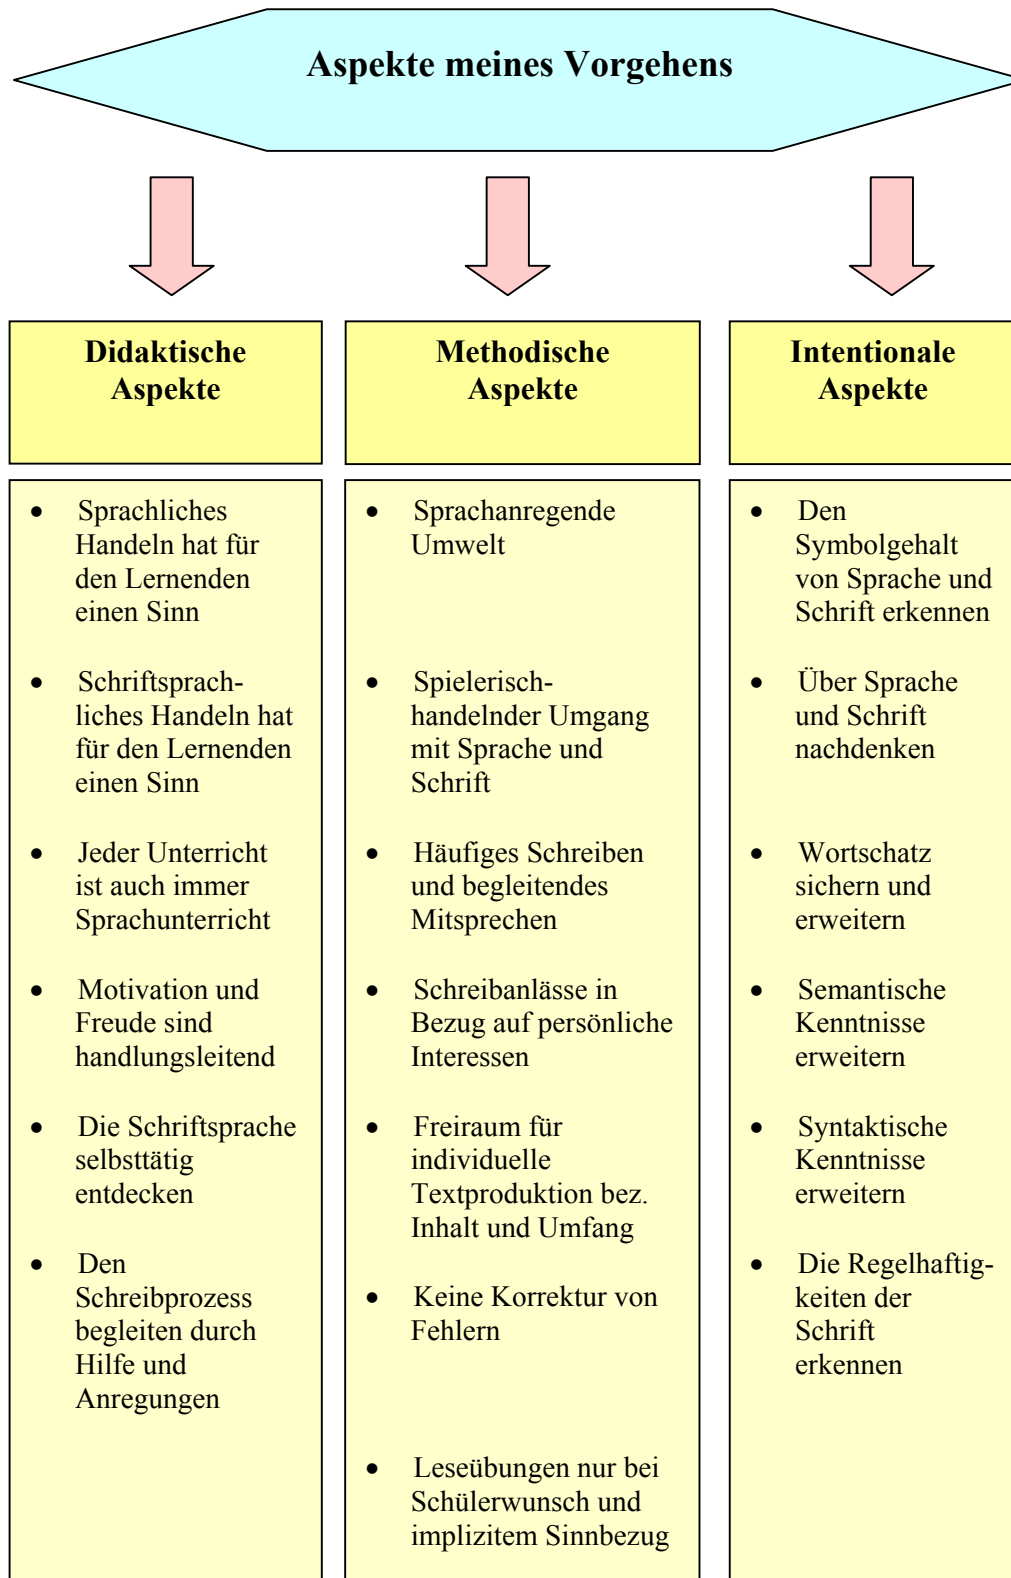 Aspekte meines Vorgehens
Didaktische
Aspekte
Methodische
Aspekte
Intentionale
Aspekte
• Sprachliches
Handeln hat für
den Lernenden
einen Sinn
• Schriftsprach-
liches Handeln hat
für den Lernenden
einen Sinn
• Jeder Unterricht
ist auch immer
Sprachunterricht
• Motivation und
Freude sind
handlungsleitend
• Die Schriftsprache
selbsttätig
entdecken
• Den
Schreibprozess
begleiten durch
Hilfe und
Anregungen
• Sprachanregende
Umwelt
• Spielerisch-
handelnder Umgang
mit Sprache und
Schrift
• Häufiges Schreiben
und begleitendes
Mitsprechen
• Schreibanlässe in
Bezug auf persönliche
Interessen
• Freiraum für
individuelle
Textproduktion bez.
Inhalt und Umfang
• Keine Korrektur von
Fehlern
• Leseübungen nur bei
Schülerwunsch und
implizitem Sinnbezug
• Den
Symbolgehalt
von Sprache und
Schrift erkennen
• Über Sprache
und Schrift
nachdenken
• Wortschatz
sichern und
erweitern
• Semantische
Kenntnisse
erweitern
• Syntaktische
Kenntnisse
erweitern
• Die Regelhaftig-
keiten der
Schrift
erkennen